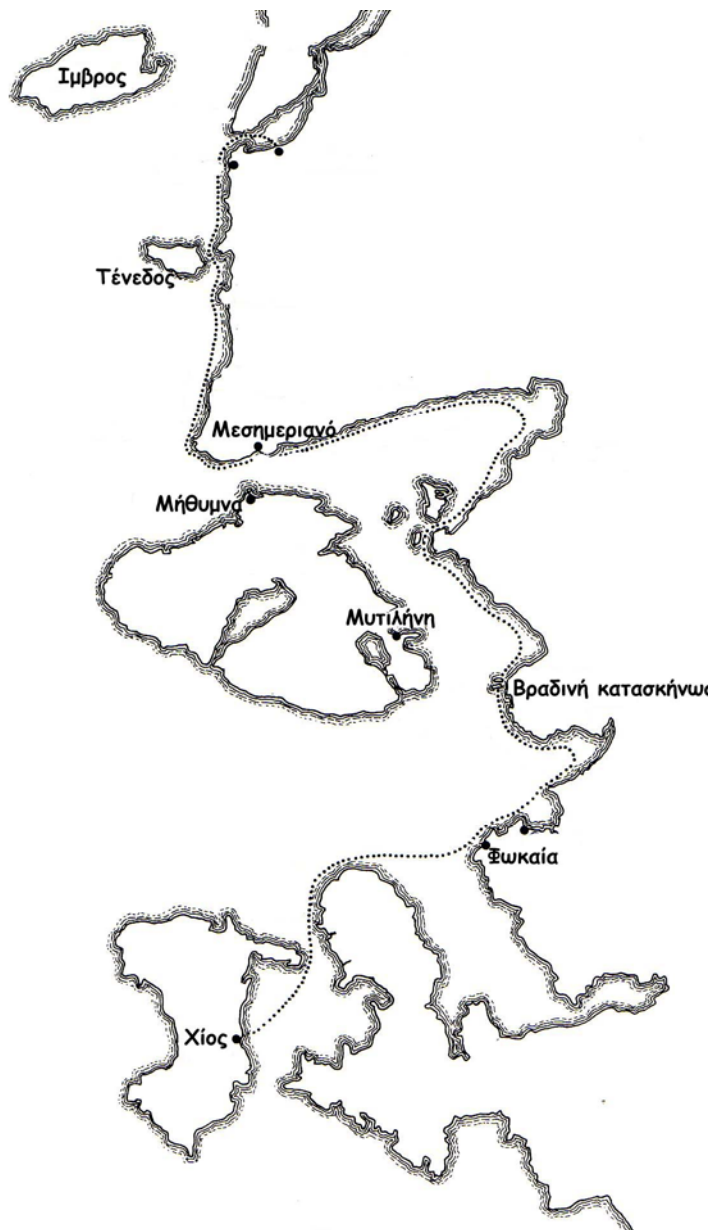 Ιμβρος
Τένεδος
Μεσημεριανό
Μήθυμνα
Μυτιλήνη
Βραδινή κατασκήνωσ
Φωκαία
Χίος